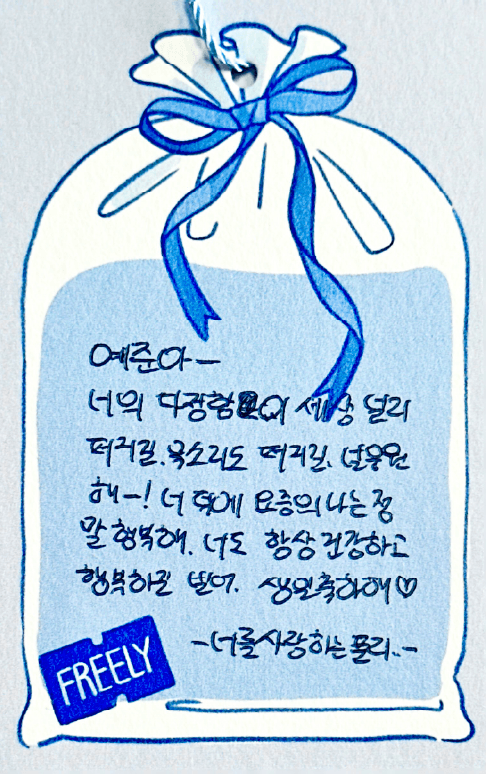 예준아-
너의 다정함이 세상 널리
퍼지길. 목소리도 퍼지길. 널 응원
해-! 너 덕에 요즘의 나는 정
말 행복해. 너도 항상 건강하고
행복하길 빌어. 생일 축하해♡
-너를 사랑하는 플리..-
FREELY